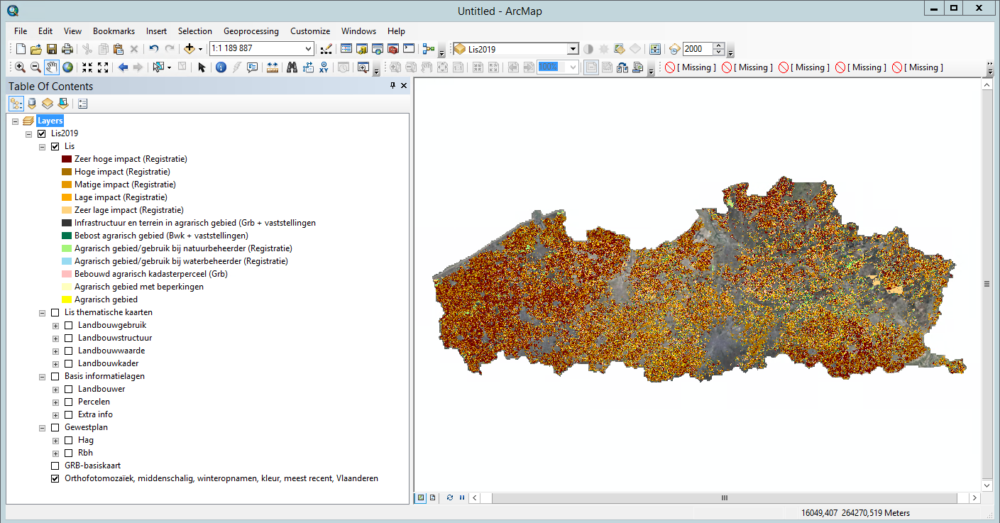 Untitled - ArcMap
File Edit View Bookmarks Insert Selection Geoprocessing Customize Windows Help
1:1 189 887 Lis2019 2000
100% [ Missing ] [ Missing ] [ Missing ] [ Missing ] [ Missing ]
Table Of Contents
Layers
Lis2019
Lis
Zeer hoge impact (Registratie)
Hoge impact (Registratie)
Matige impact (Registratie)
Lage impact (Registratie)
Zeer lage impact (Registratie)
Infrastructuur en terrein in agrarisch gebied (Grb + vaststellingen
Bebost agrarisch gebied (Bwk + vaststellingen)
Agrarisch gebied/gebruik bij natuurbeheerder (Registratie)
Agrarisch gebied/gebruik bij waterbeheerder (Registratie)
Bebouwd agrarisch kadasterperceel (Grb)
Agrarisch gebied met beperkingen
Agrarisch gebied
Lis thematische kaarten
Landbouwgebruik
Landbouwstructuur
Landbouwwaarde
Landbouwkader
Basis informatielagen
Landbouwer
Percelen
Extra info
Gewestplan
Hag
Rbh
GRB-basiskaart
Orthofotomozaïek, middenschalig, winteropnamen, kleur, meest recent, Vlaanderen
16049,407 264270,519 Meters